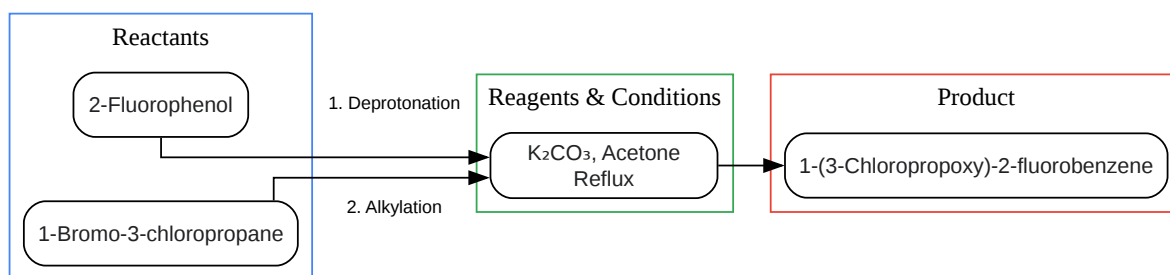 Reactants
2-Fluorophenol
1-Bromo-3-chloropropane
1. Deprotonation
2. Alkylation
Reagents & Conditions
K₂CO₃, Acetone
Reflux
Product
1-(3-Chloropropoxy)-2-fluorobenzene